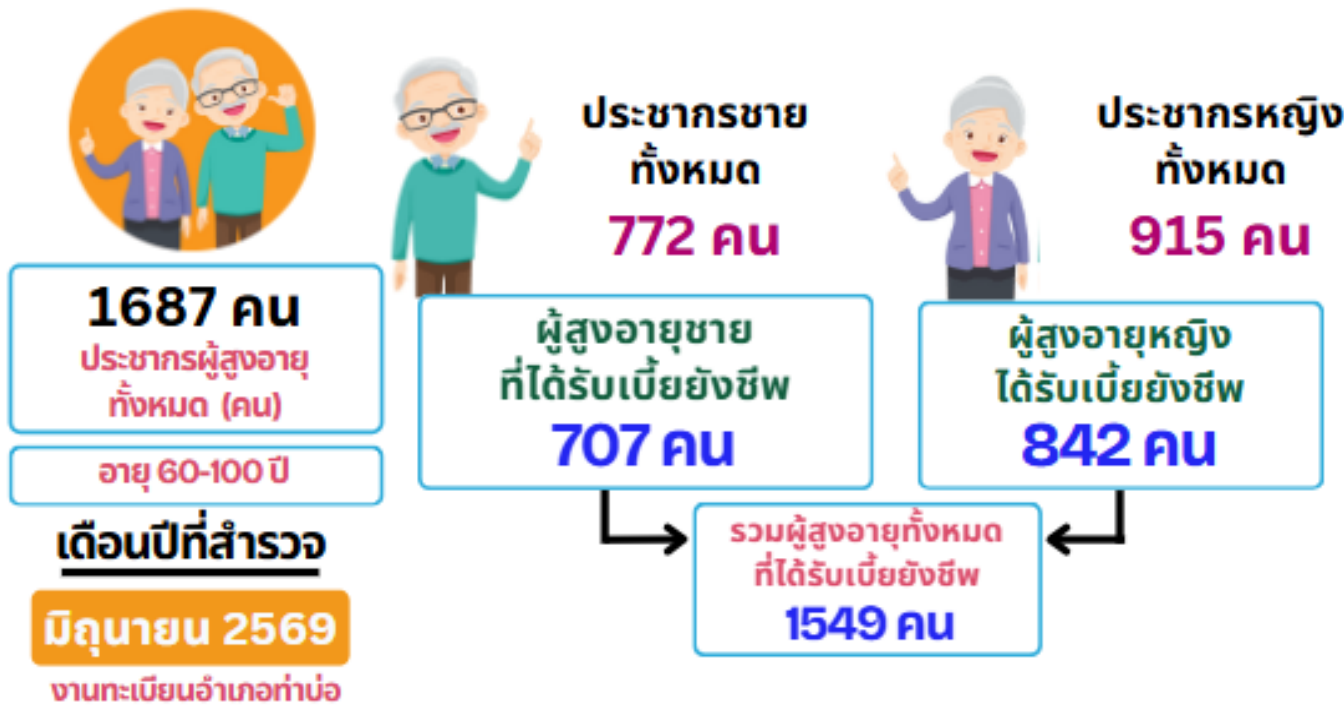 1687 คน
ประชากรผู้สูงอายุ
ทั้งหมด (คน)
อายุ 60-100 ปี
เดือนปีที่สำรวจ
มิถุนายน 2569
งานทะเบียนอำเภอท่าบ่อ
ประชากรชาย
ทั้งหมด
772 คน
ผู้สูงอายุชาย
ที่ได้รับเบี้ยยังชีพ
707 คน
ประชากรหญิง
ทั้งหมด
915 คน
ผู้สูงอายุหญิง
ได้รับเบี้ยยังชีพ
842 คน
รวมผู้สูงอายุทั้งหมด
ที่ได้รับเบี้ยยังชีพ
1549 คน